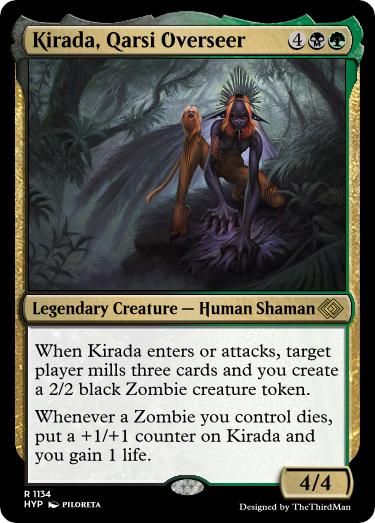 Kirada, Qarsi Overseer 4
Legendary Creature — Human Shaman
When Kirada enters or attacks, target
player mills three cards and you create
a 2/2 black Zombie creature token.
Whenever a Zombie you control dies,
put a +1/+1 counter on Kirada and
you gain 1 life.
4/4
R 1134
HYP PILORETA
Designed by TheThirdMan